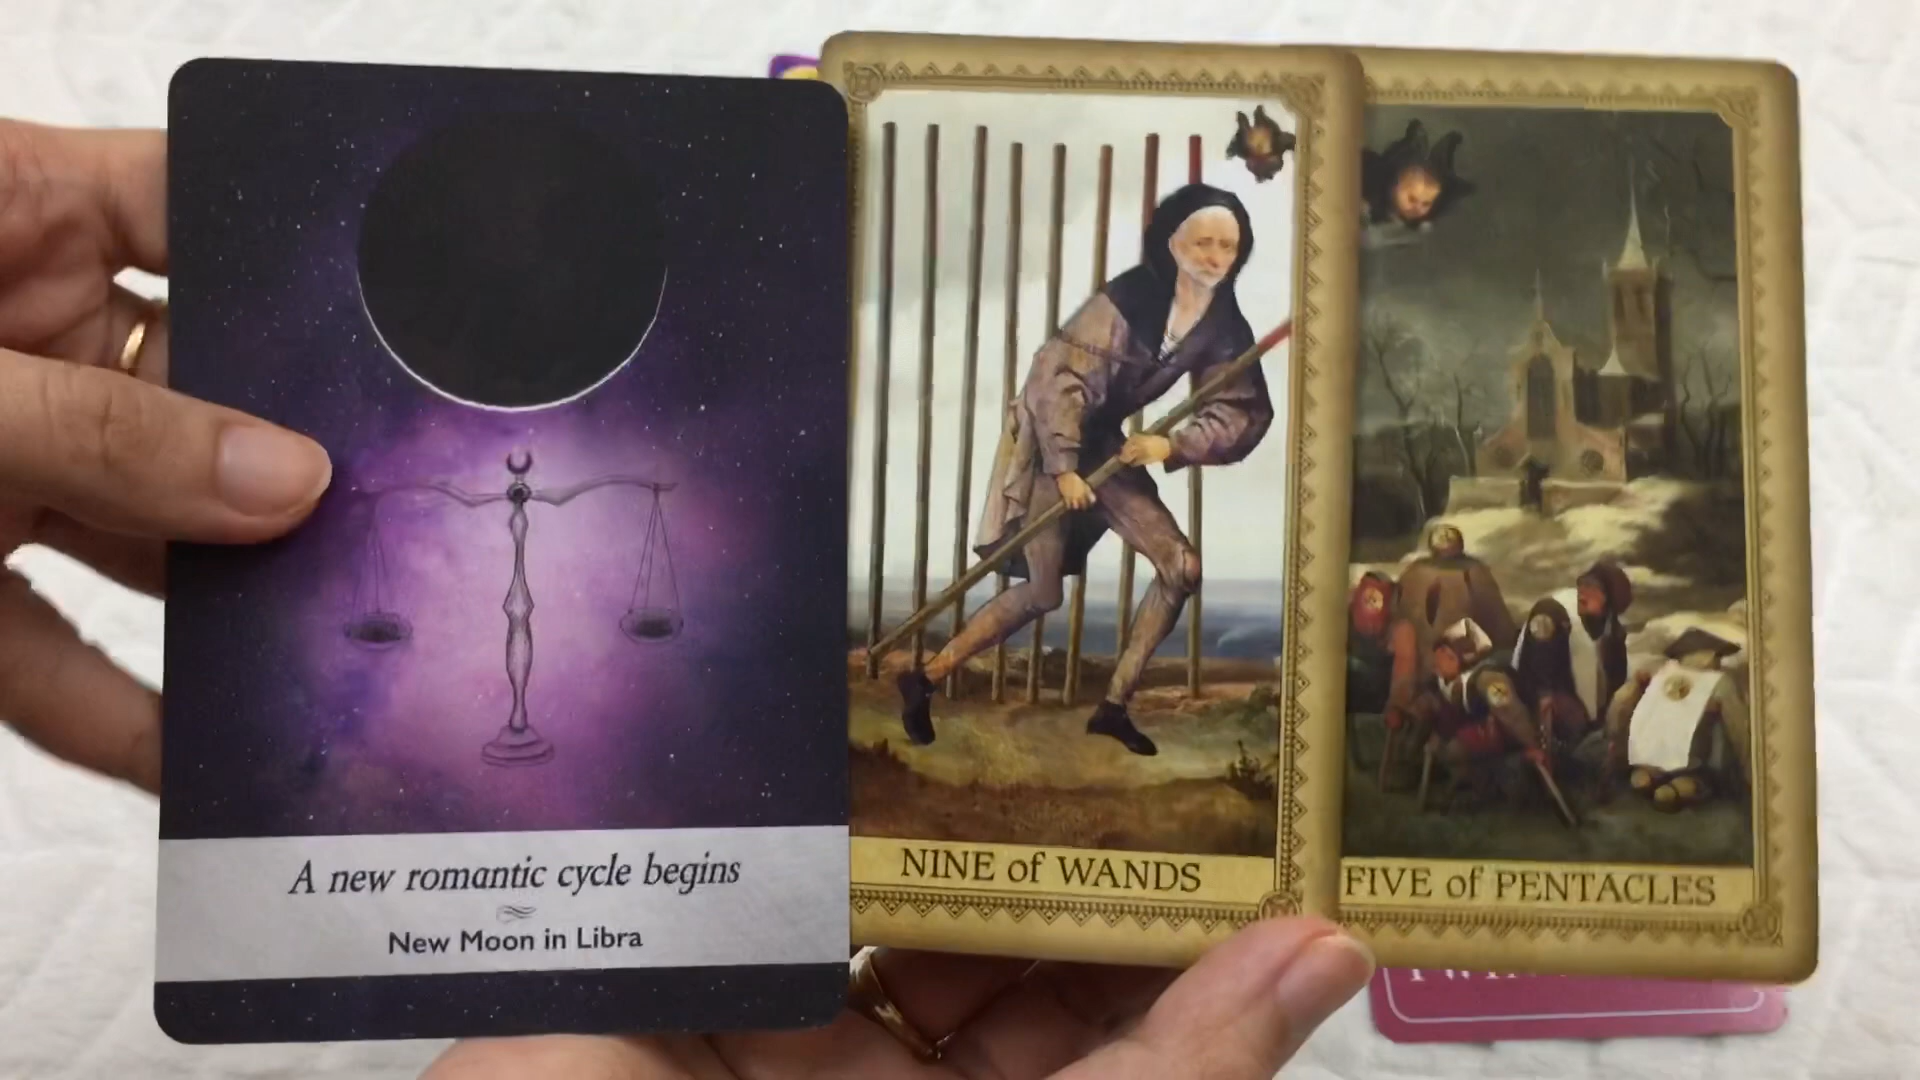 A new romantic cycle begins
New Moon in Libra
NINE of WANDS
FIVE of PENTACLES